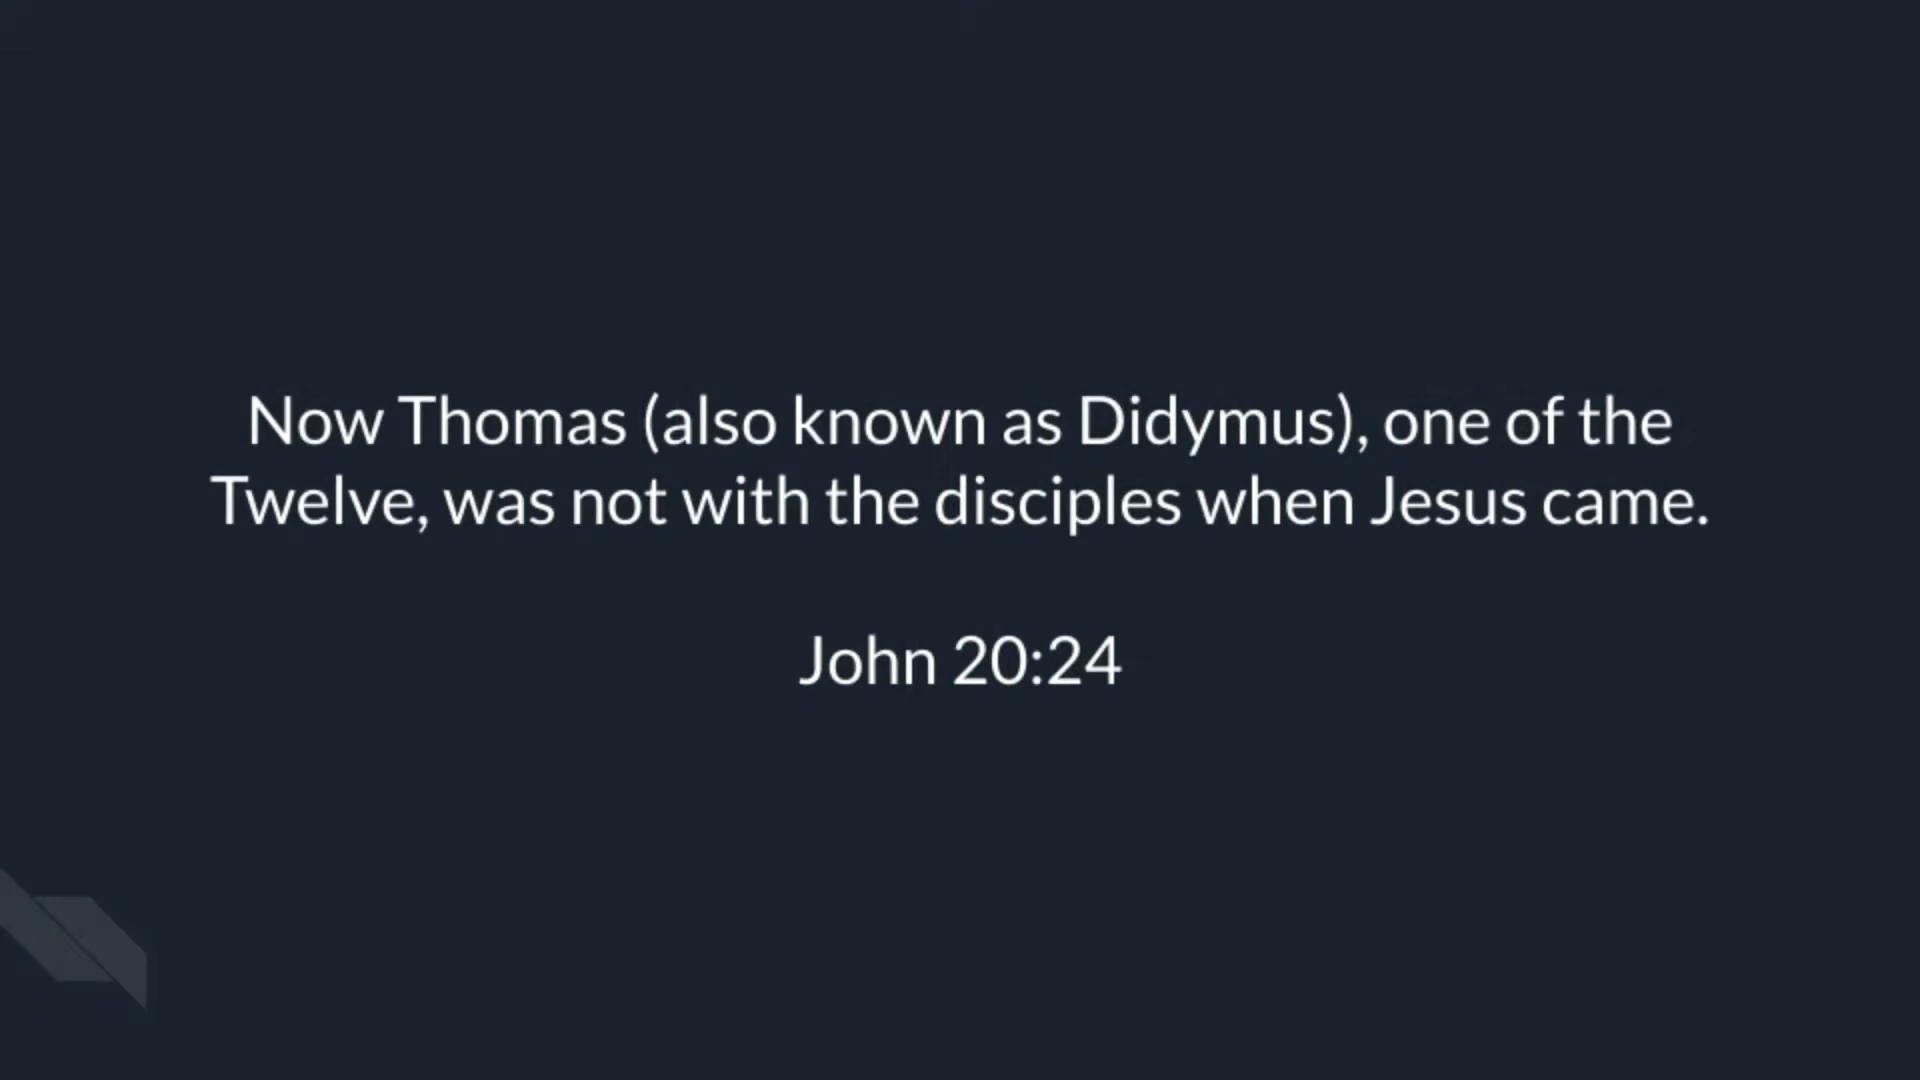 Now Thomas (also known as Didymus), one of the
Twelve, was not with the disciples when Jesus came.
John 20:24